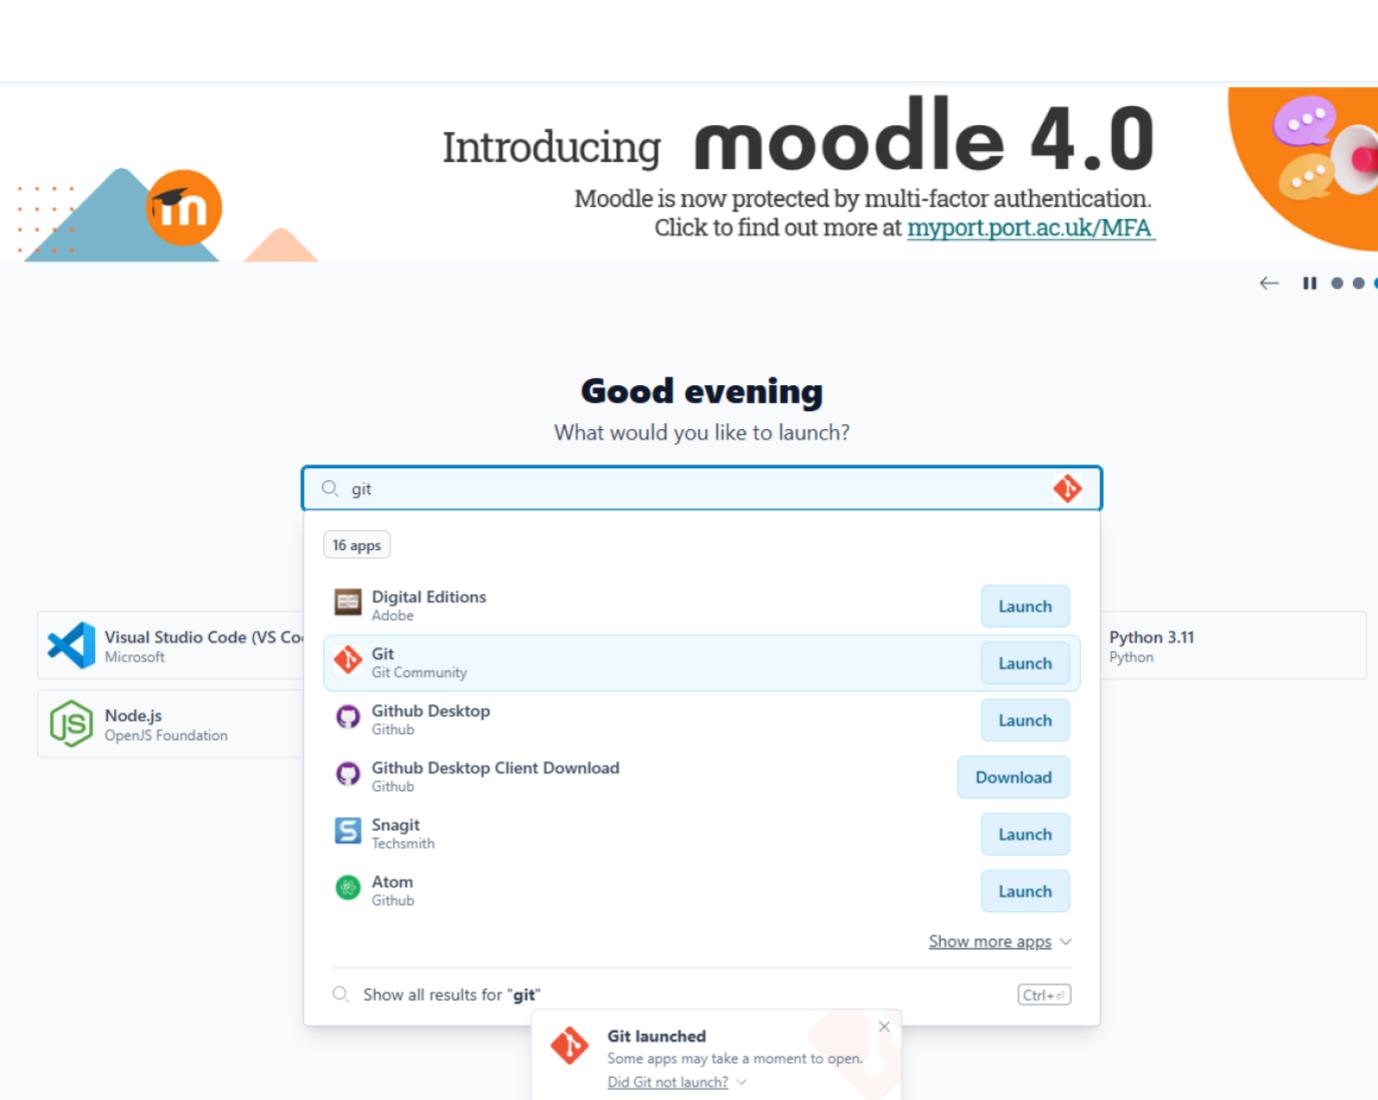 Introducing moodle 4.0
Moodle is now protected by multi-factor authentication.
Click to find out more at myport.port.ac.uk/MFA
m
Good evening
What would you like to launch?
git
16 apps
Digital Editions
Adobe
Launch
Git
Git Community
Launch
Github Desktop
Github
Launch
Github Desktop Client Download
Github
Download
Snagit
Techsmith
Launch
Atom
Github
Launch
Show more apps
Show all results for "git"
Ctrl+⏎
Visual Studio Code (VS Co
Microsoft
Python 3.11
Python
JS
Node.js
OpenJS Foundation
Git launched
Some apps may take a moment to open.
Did Git not launch?